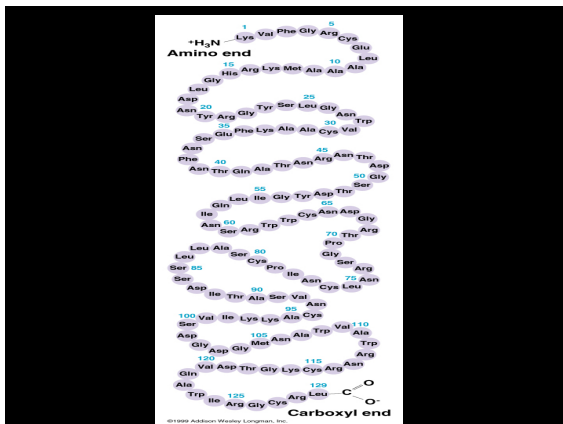 1 5
+H3N Lys Val Phe Gly Arg Cys
Amino end Glu
Leu
15 10
His Arg Lys Met Ala Ala Ala
Gly
Leu
Asp
20 25
Asn Tyr Arg Gly Tyr Ser Leu Gly Asn
Trp
35 30
Ser Glu Phe Lys Ala Ala Cys Val
Asn
Phe
40 45
Asn Thr Gln Ala Thr Asn Arg Asn Thr
Asp
Gly
55 50
Gln Leu Ile Gly Tyr Asp Thr Ser
Ile
60 65
Asn Ser Arg Trp Trp Cys Asn Asp Gly
70 Thr Arg
Pro
Gly
Ser Arg
80
Leu Leu Ala Ser Cys Pro Ile Asn Cys Leu Asn
75
Ser 85
Ser
90
Asp Ile Thr Ala Ser Val
Asn
100 95
Ser Val Ile Lys Lys Ala Cys
105 110
Asp Gly Asp Gly Met Asn Ala Trp Val Ala
Trp
Arg
120 115
Gln Val Asp Thr Gly Lys Cys Arg Asn
Ala
125 129
Trp Ile Arg Gly Cys Arg Leu C O
O-
Carboxyl end
©1999 Addison Wesley Longman, Inc.